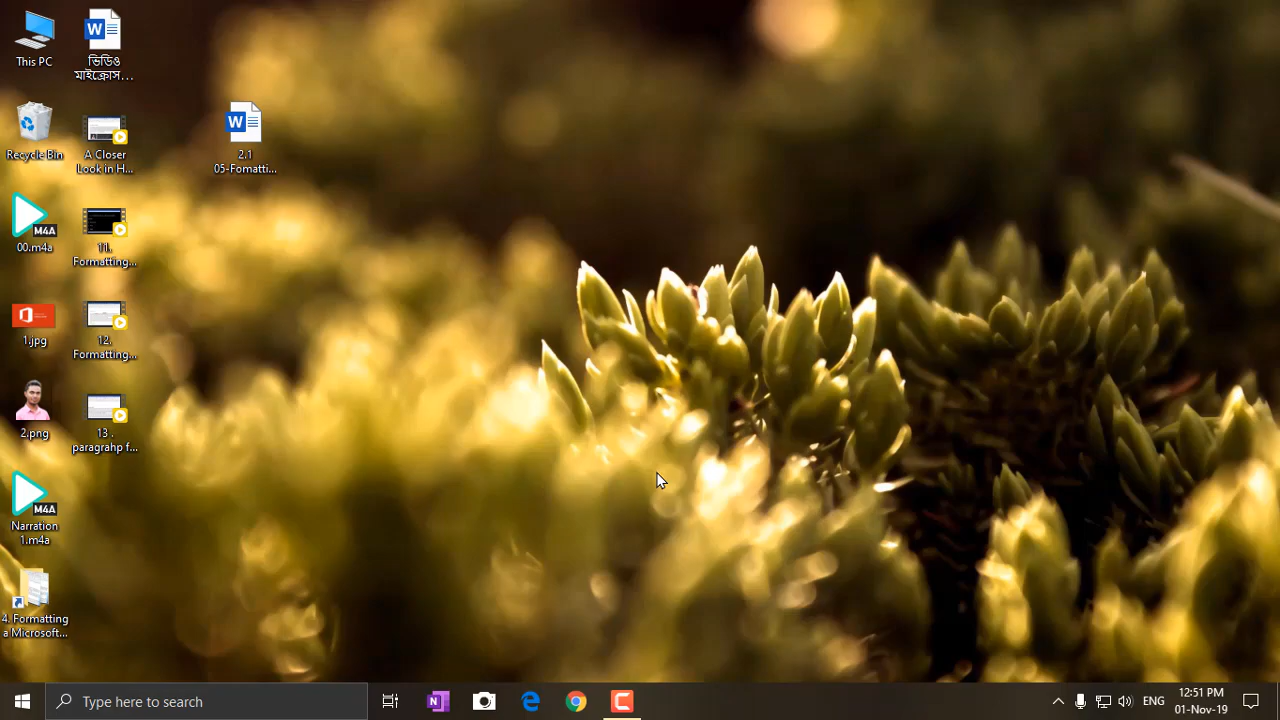 This PC
ভিডিও
মাইক্রোস...
Recycle Bin
A Closer
Look in H...
2.1
05-Fomatti...
M4A
00.m4a
11.
Formatting...
1.jpg
12.
Formatting...
2.png
13 .
paragrahp f...
M4A
Narration
1.m4a
4. Formatting
a Microsoft...
Type here to search
ENG
12:51 PM
01-Nov-19